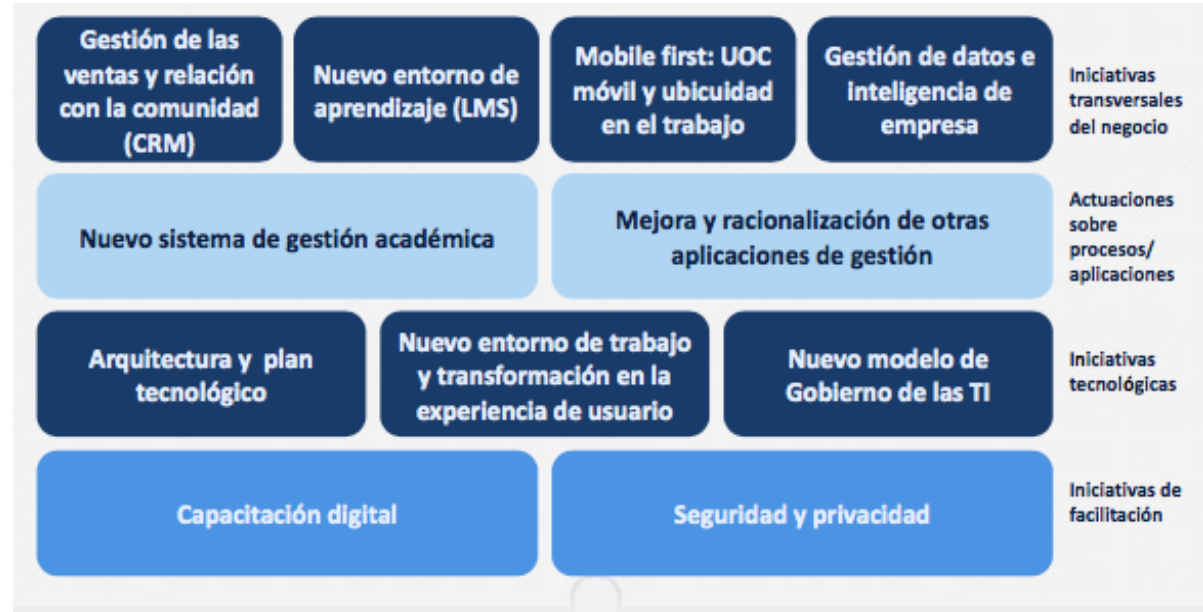 Gestión de las
ventas y relación
con la comunidad
(CRM)
Nuevo entorno de
aprendizaje (LMS)
Mobile first: UOC
móvil y ubicuidad
en el trabajo
Gestión de datos e
inteligencia de
empresa
Iniciativas
transversales
del negocio
Nuevo sistema de gestión académica
Mejora y racionalización de otras
aplicaciones de gestión
Actuaciones
sobre
procesos/
aplicaciones
Arquitectura y plan
tecnológico
Nuevo entorno de trabajo
y transformación en la
experiencia de usuario
Nuevo modelo de
Gobierno de las TI
Iniciativas
tecnológicas
Capacitación digital
Seguridad y privacidad
Iniciativas de
facilitación